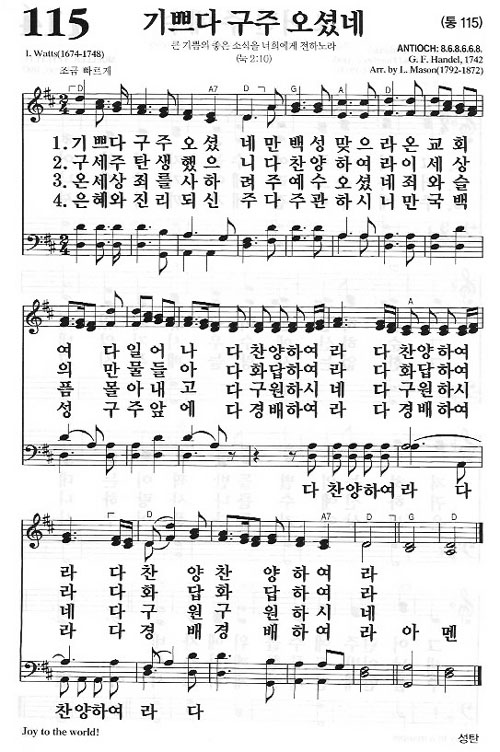 115
기쁘다 구주 오셨네
(통 115)
큰 기쁨의 좋은 소식을 너희에게 전하노라
(눅 2:10)
I. Watts(1674-1748)
ANTIOCH: 8.6.8.6.6.8.
G. F. Handel, 1742
Arr. by L. Mason(1792-1872)
조금 빠르게
D A7 D G A D
1. 기 쁘 다 구 주 오 셨 네 만 백 성 맞 으 라 온 교 회
2. 구 세 주 탄 생 했 으 니 다 찬 양 하 여 라 이 세 상
3. 온 세 상 죄 를 사 하 려 주 예 수 오 셨 네 죄 와 슬
4. 은 혜 와 진 리 되 신 주 다 주 관 하 시 니 만 국 백
A
여 다 일 어 나 다 찬 양 하 여 라 다 찬 양 하 여
의 만 물 들 아 다 화 답 하 여 라 다 화 답 하 여
픔 몰 아 내 고 다 구 원 하 시 네 다 구 원 하 시
성 구 주 앞 에 다 경 배 하 여 라 다 경 배 하 여
다 찬 양 하 여 라 다
D G D A7 D G D
라 다 찬 양 찬 양 하 여 라
라 다 화 답 화 답 하 여 라
네 다 구 원 구 원 하 시 네
라 다 경 배 경 배 하 여 라 아 멘
찬 양 하 여 라 다
Joy to the world!
성탄